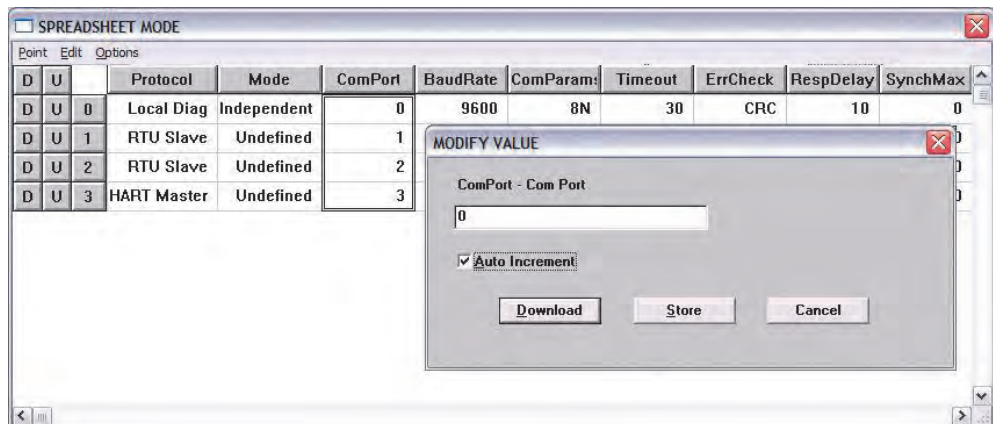 SPREADSHEET MODE
Point Edit Options
D U Protocol Mode ComPort BaudRate ComParam Timeout ErrCheck RespDelay SynchMax
D U 0 Local Diag Independent 0 9600 8N 30 CRC 10 0
D U 1 RTU Slave Undefined 1
D U 2 RTU Slave Undefined 2
D U 3 HART Master Undefined 3
MODIFY VALUE
ComPort - Com Port
0
Auto Increment
Download Store Cancel